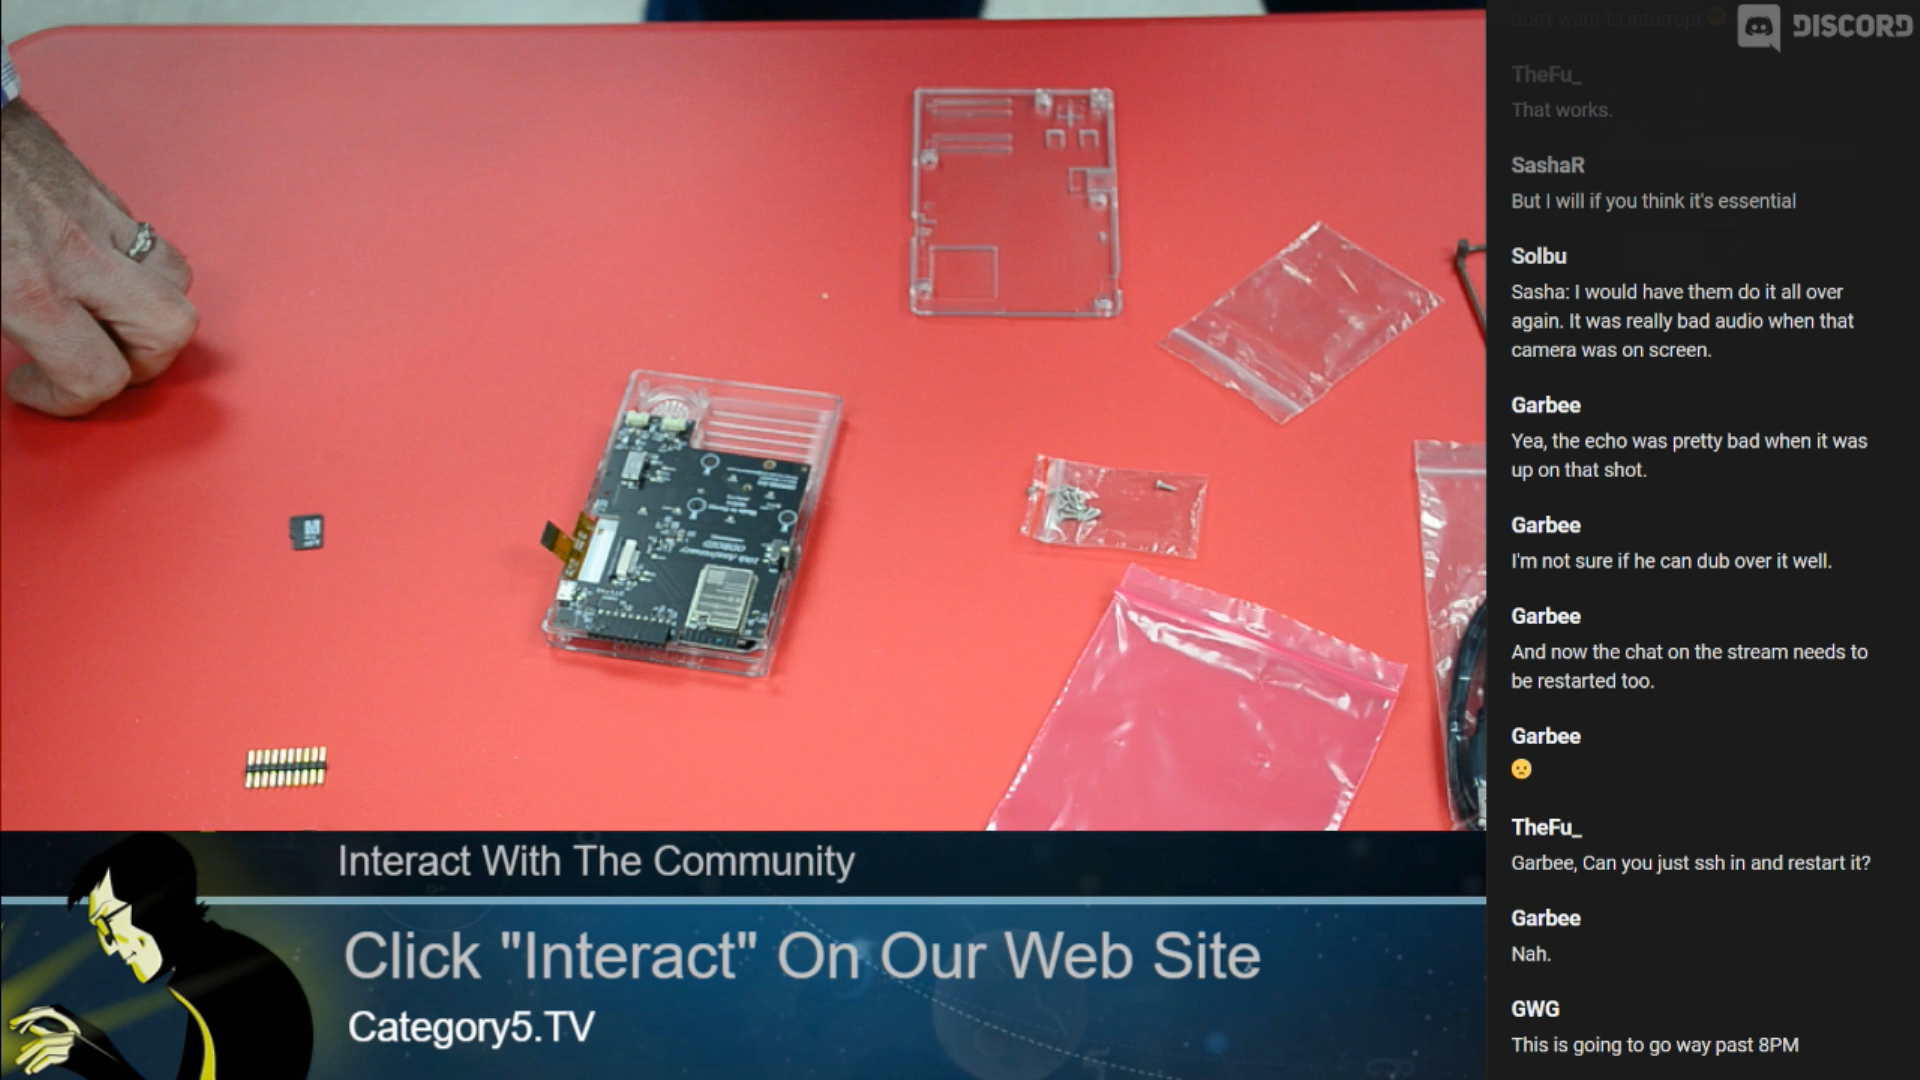 don't want to inturrupt
DISCORD
TheFu_
That works.
SashaR
But I will if you think it's essential
Solbu
Sasha: I would have them do it all over
again. It was really bad audio when that
camera was on screen.
Garbee
Yea, the echo was pretty bad when it was
up on that shot.
Garbee
I'm not sure if he can dub over it well.
Garbee
And now the chat on the stream needs to
be restarted too.
Garbee
TheFu_
Garbee, Can you just ssh in and restart it?
Garbee
Nah.
GWG
This is going to go way past 8PM
Interact With The Community
Click "Interact" On Our Web Site
Category5.TV